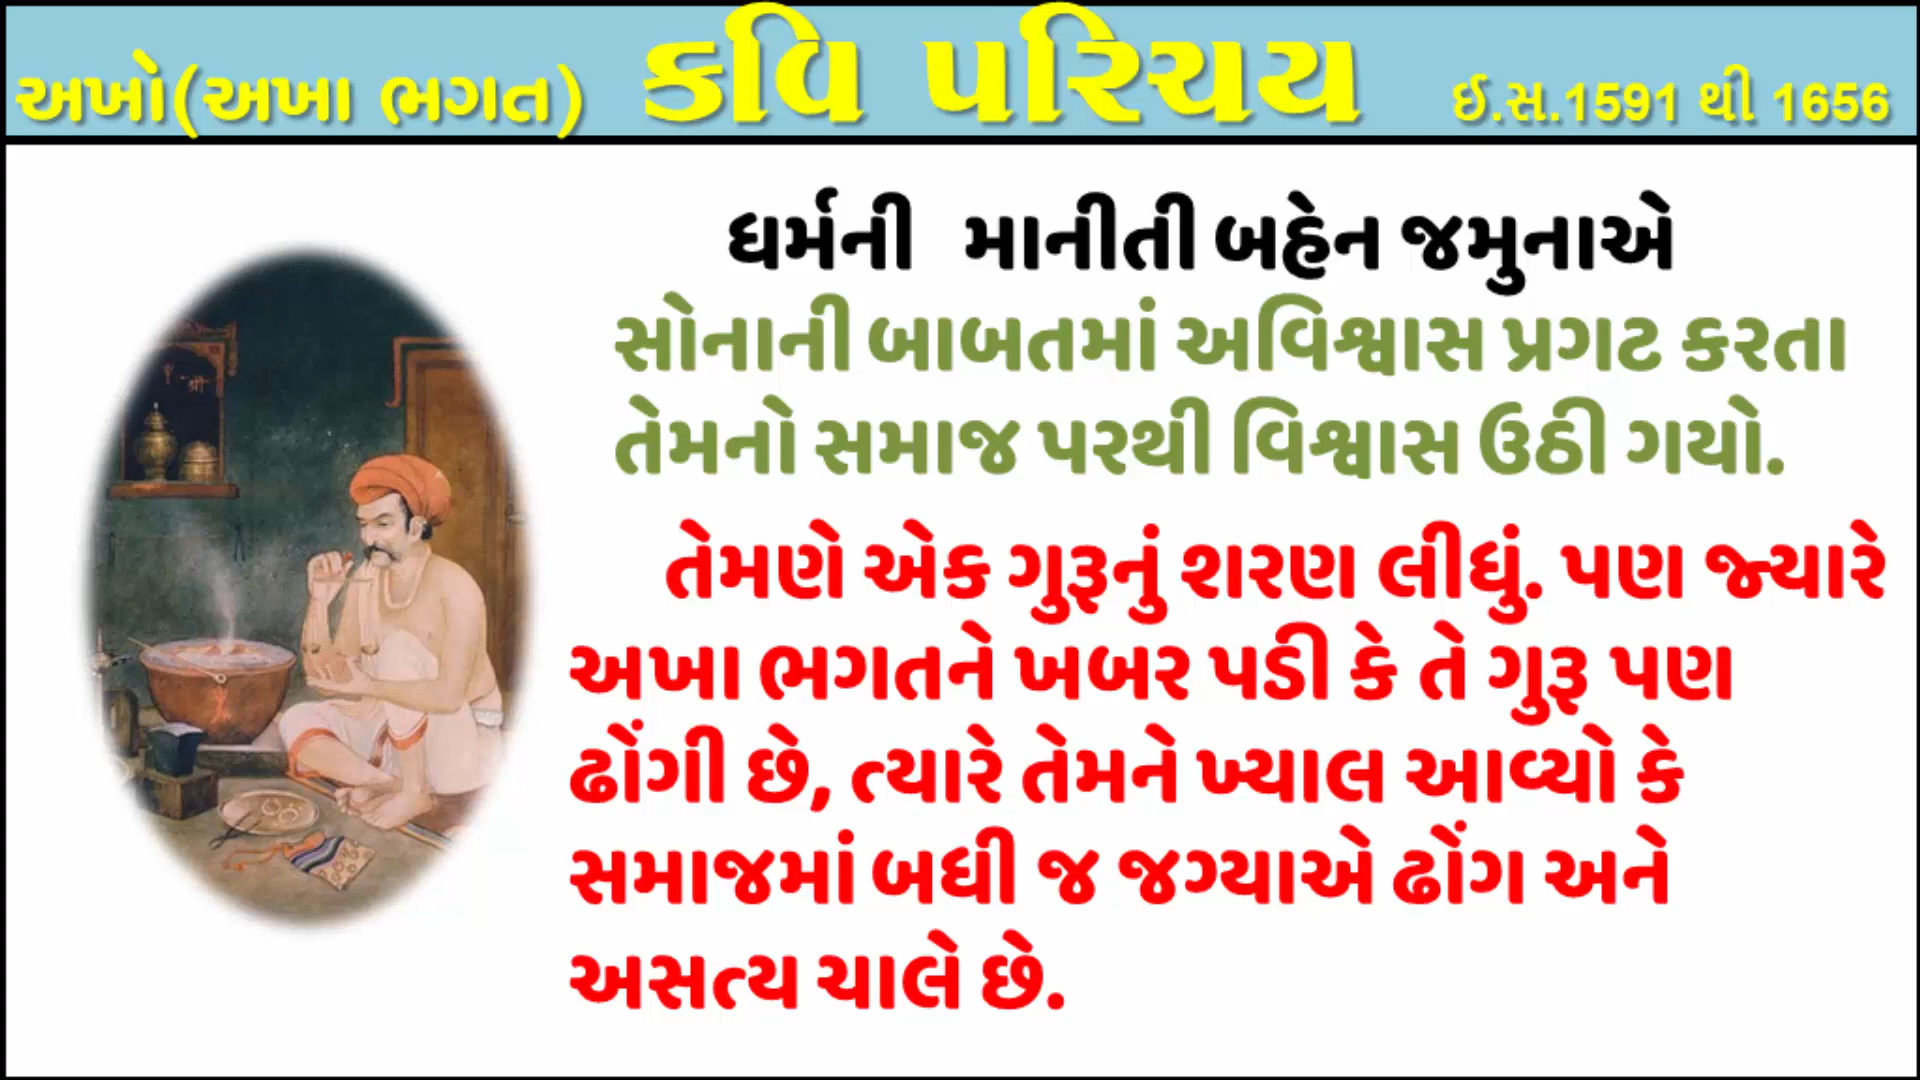 અખો(અખા ભગત) કવિ પરિચય ઈ.સ.1591 થી 1656
ધર્મની માનીતી બહેન જમુનાએ
સોનાની બાબતમાં અવિશ્વાસ પ્રગટ કરતા
તેમનો સમાજ પરથી વિશ્વાસ ઉઠી ગયો.
તેમણે એક ગુરૂનું શરણ લીધું. પણ જ્યારે
અખા ભગતને ખબર પડી કે તે ગુરૂ પણ
ઢોંગી છે, ત્યારે તેમને ખ્યાલ આવ્યો કે
સમાજમાં બધી જ જગ્યાએ ઢોંગ અને
અસત્ય ચાલે છે.